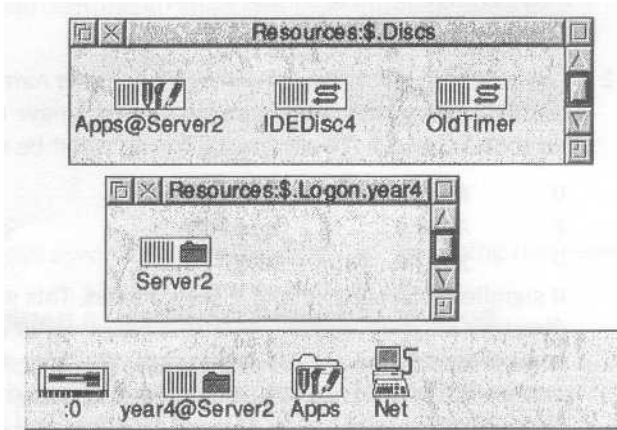 Resources:$.Discs
Apps@Server2 IDEDisc4 OldTimer
Resources:$.Logon.year4
Server2
:0 year4@Server2 Apps Net